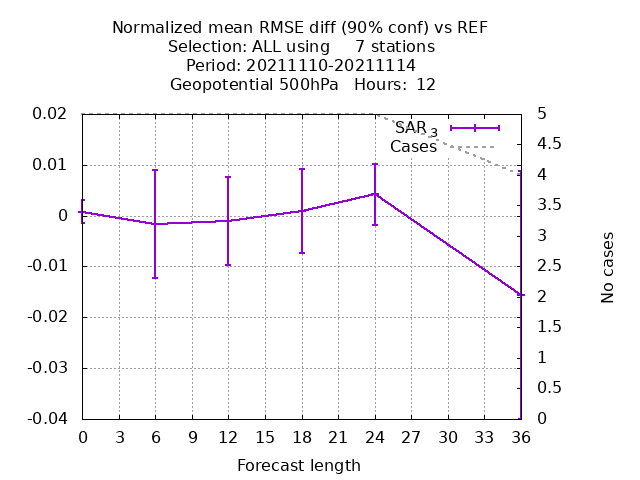 Normalized mean RMSE diff (90% conf) vs REF
Selection: ALL using     7 stations
Period: 20211110-20211114
Geopotential 500hPa   Hours:  12
SAR_3
Cases
0.02
0.01
0
-0.01
-0.02
-0.03
-0.04
5
4.5
4
3.5
3
2.5
2
1.5
1
0.5
0
No cases
0 3 6 9 12 15 18 21 24 27 30 33 36
Forecast length